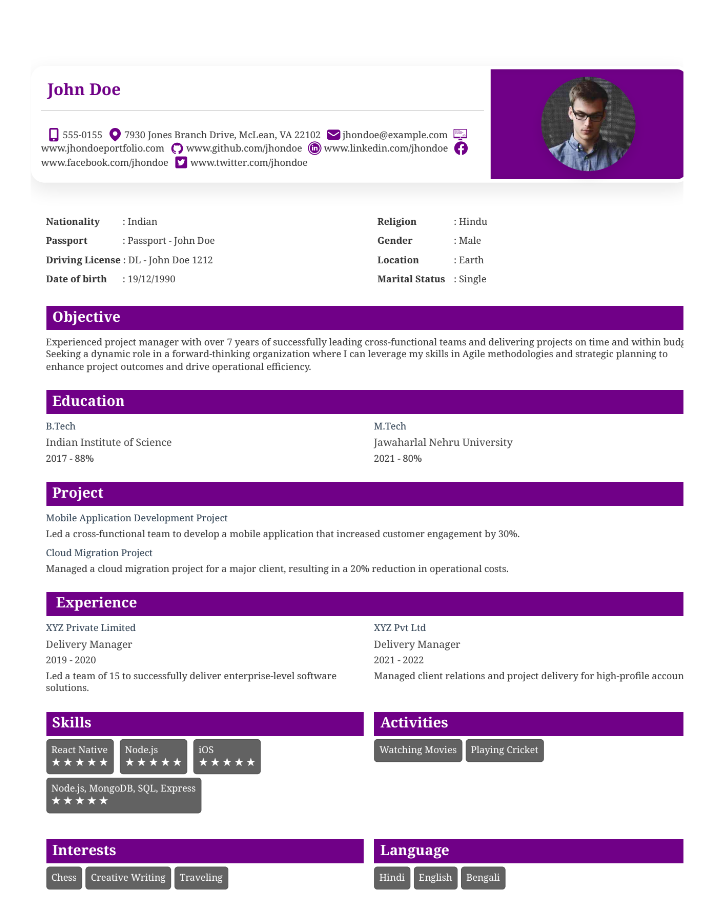 John Doe
555-0155 7930 Jones Branch Drive, McLean, VA 22102 jhondoe@example.com
www.jhondoeportfolio.com www.github.com/jhondoe www.linkedin.com/jhondoe
www.facebook.com/jhondoe www.twitter.com/jhondoe
Nationality : Indian
Religion : Hindu
Passport : Passport - John Doe
Gender : Male
Driving License : DL - John Doe 1212
Location : Earth
Date of birth : 19/12/1990
Marital Status : Single
Objective
Experienced project manager with over 7 years of successfully leading cross-functional teams and delivering projects on time and within
Seeking a dynamic role in a forward-thinking organization where I can leverage my skills in Agile methodologies and strategic planning to
enhance project outcomes and drive operational efficiency.
Education
B.Tech
Indian Institute of Science
2017 - 88%
M.Tech
Jawaharlal Nehru University
2021 - 80%
Project
Mobile Application Development Project
Led a cross-functional team to develop a mobile application that increased customer engagement by 30%.
Cloud Migration Project
Managed a cloud migration project for a major client, resulting in a 20% reduction in operational costs.
Experience
XYZ Private Limited
Delivery Manager
2019 - 2020
Led a team of 15 to successfully deliver enterprise-level software
solutions.
XYZ Pvt Ltd
Delivery Manager
2021 - 2022
Managed client relations and project delivery for high-profile accoun
Skills
React Native
★★★★★
Node.js
★★★★★
iOS
★★★★★
Node.js, MongoDB, SQL, Express
★★★★★
Activities
Watching Movies
Playing Cricket
Interests
Chess
Creative Writing
Traveling
Language
Hindi
English
Bengali